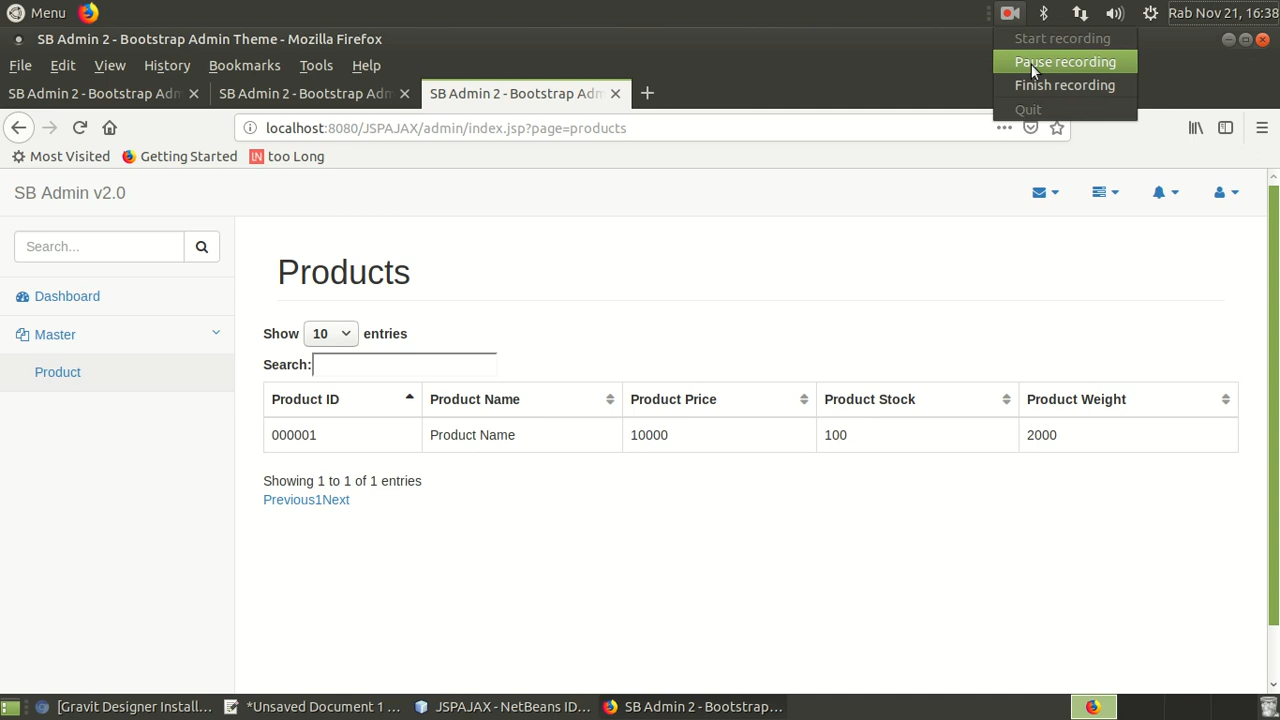 Menu
Rab Nov 21, 16:38
SB Admin 2 - Bootstrap Admin Theme - Mozilla Firefox
Start recording
Pause recording
Finish recording
Quit
File Edit View History Bookmarks Tools Help
SB Admin 2 - Bootstrap Adm SB Admin 2 - Bootstrap Adm SB Admin 2 - Bootstrap Adm
localhost:8080/JSPAJAX/admin/index.jsp?page=products
Most Visited Getting Started LN too Long
SB Admin v2.0
Search...
Dashboard
Master
Product
Products
Show 10 entries
Search:
Product ID Product Name Product Price Product Stock Product Weight
000001 Product Name 10000 100 2000
Showing 1 to 1 of 1 entries
Previous1Next
[Gravit Designer Install... *Unsaved Document 1 ... JSPAJAX - NetBeans ID... SB Admin 2 - Bootstrap...